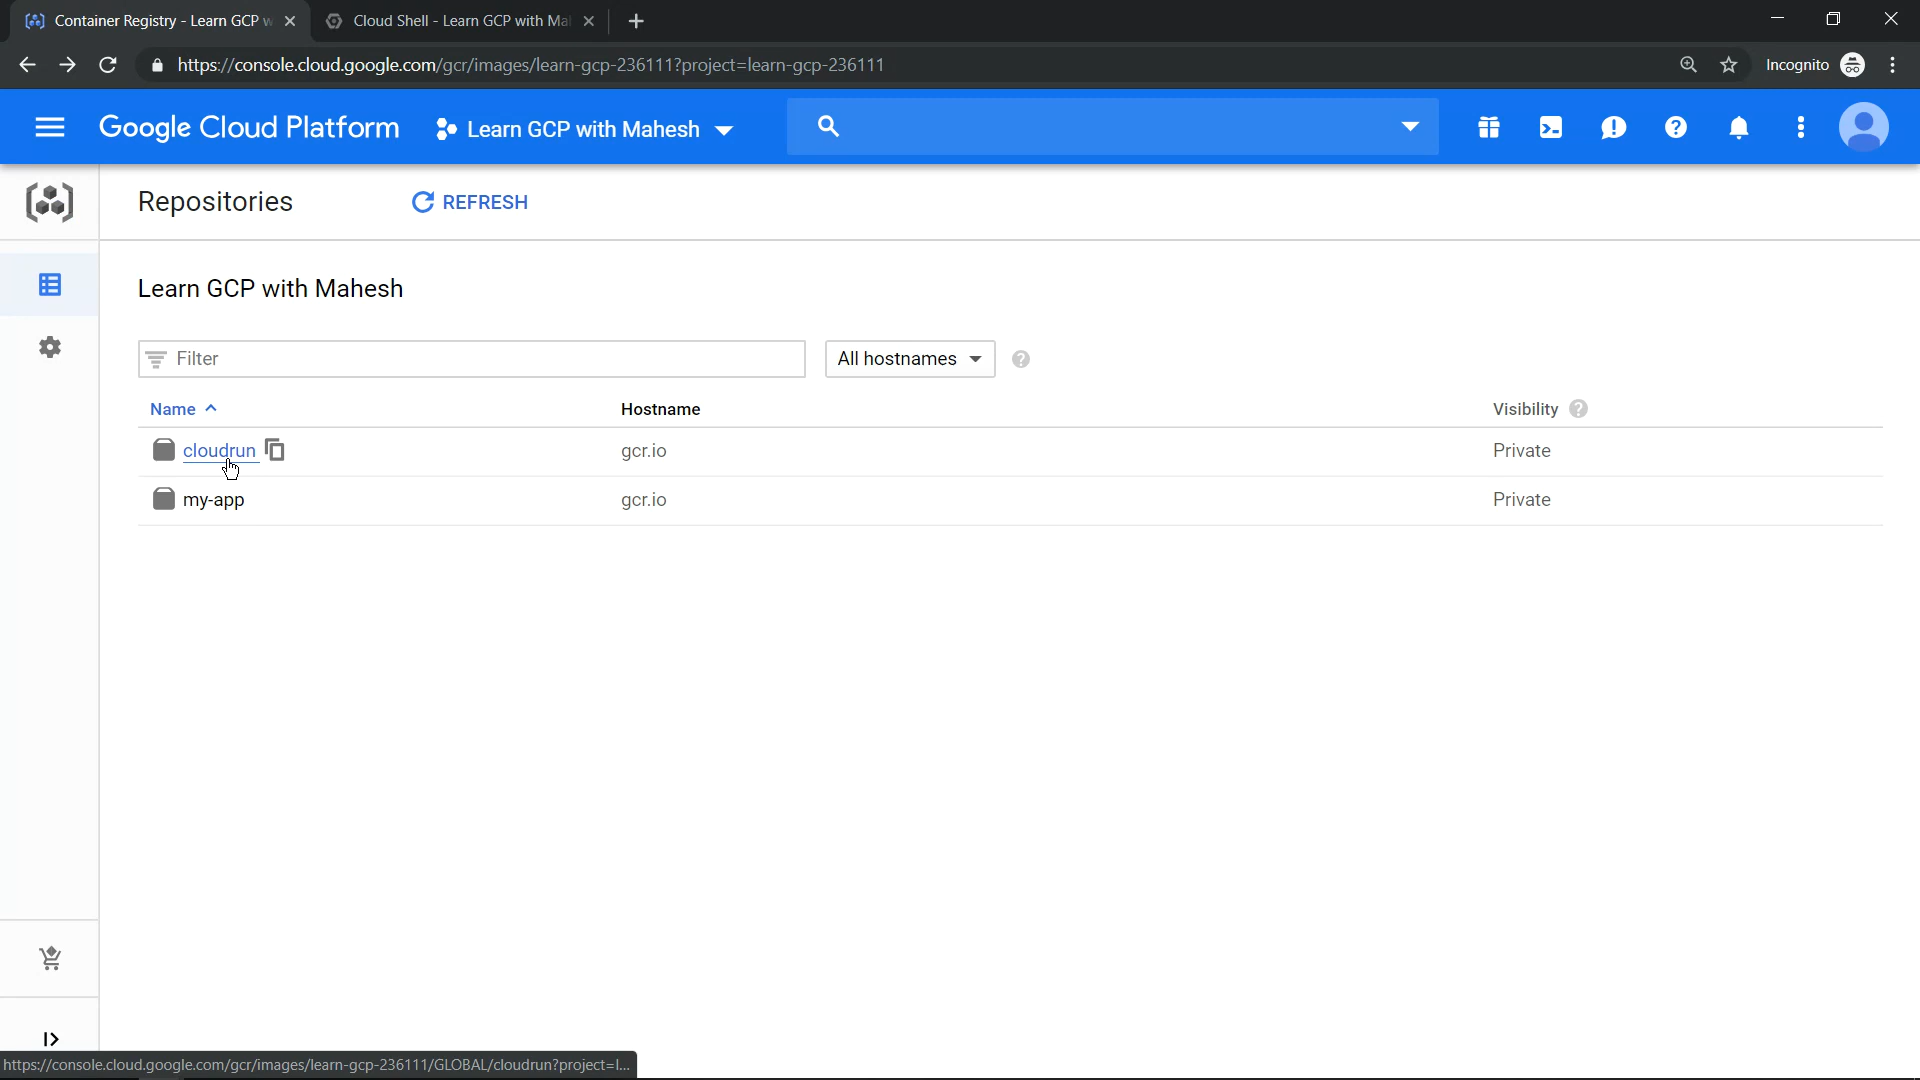 Container Registry - Learn GCP w
Cloud Shell - Learn GCP with Mal
https://console.cloud.google.com/gcr/images/learn-gcp-236111?project=learn-gcp-236111
Incognito
Google Cloud Platform
Learn GCP with Mahesh
Repositories
REFRESH
Learn GCP with Mahesh
Filter
All hostnames
Name
Hostname
Visibility
cloudrun
gcr.io
Private
my-app
gcr.io
Private
https://console.cloud.google.com/gcr/images/learn-gcp-236111/GLOBAL/cloudrun?project=l...